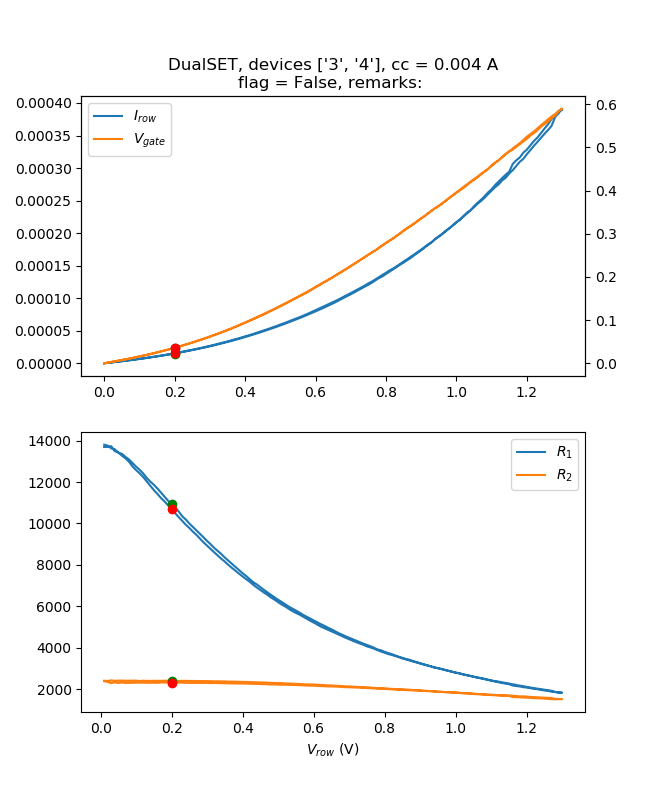 DualSET, devices ['3', '4'], cc = 0.004 A
flag = False, remarks:
0.00040
0.00035
0.00030
0.00025
0.00020
0.00015
0.00010
0.00005
0.00000
I_row
V_gate
0.6
0.5
0.4
0.3
0.2
0.1
0.0
0.0 0.2 0.4 0.6 0.8 1.0 1.2
14000
12000
10000
8000
6000
4000
2000
R_1
R_2
0.0 0.2 0.4 0.6 0.8 1.0 1.2
V_row (V)